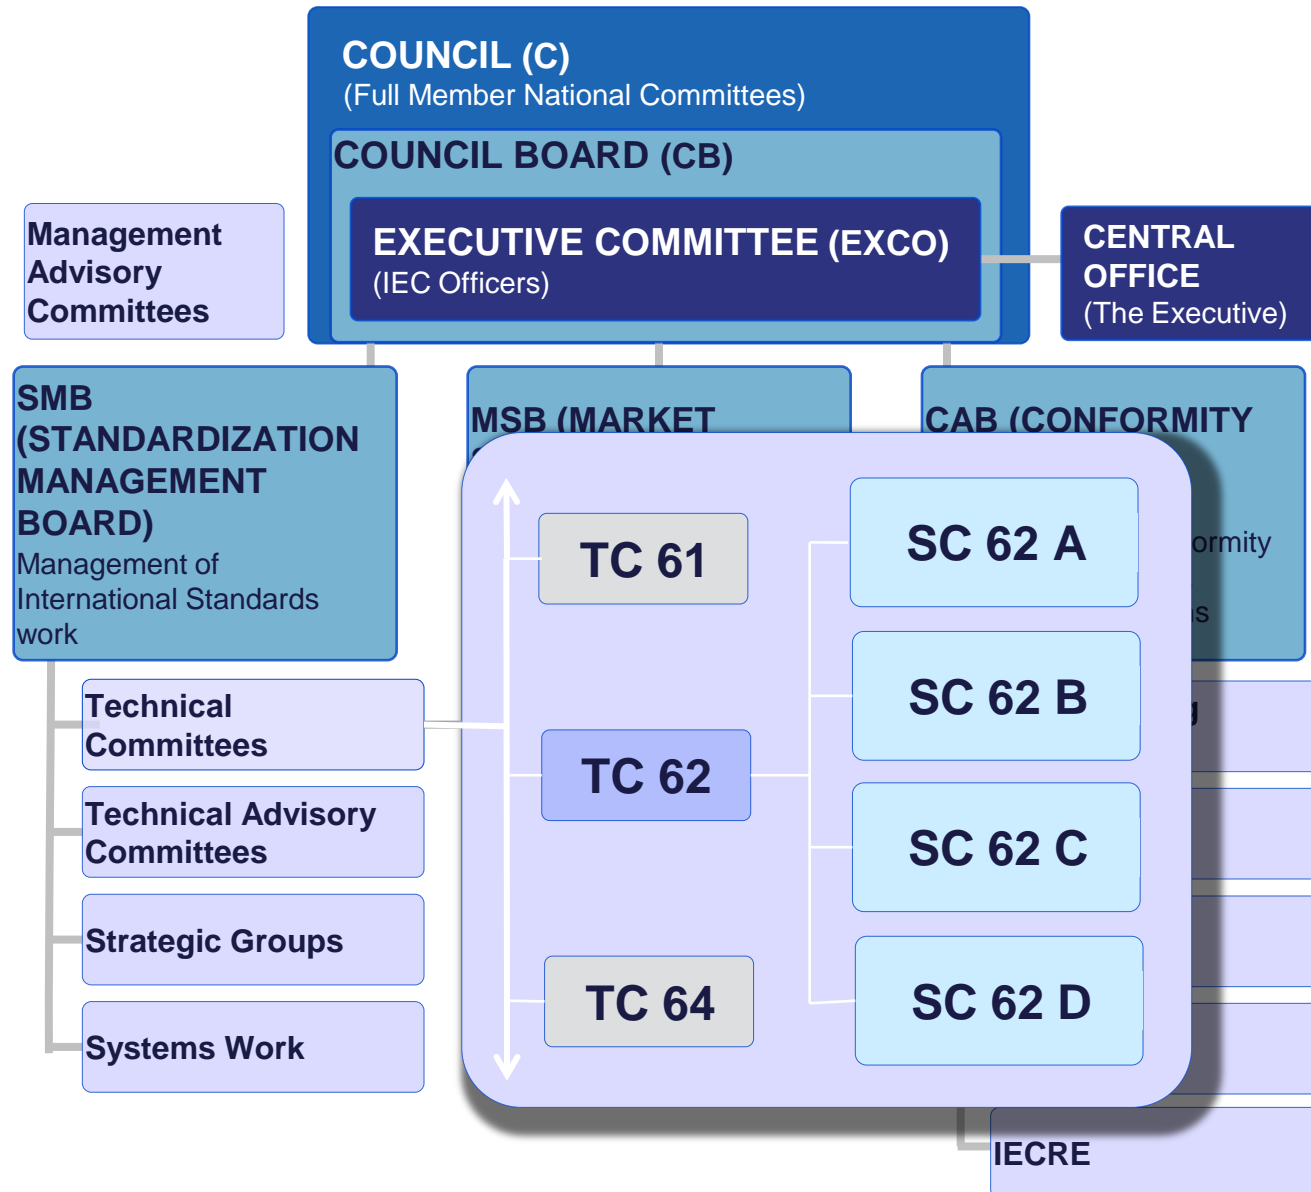 COUNCIL (C)
(Full Member National Committees)
COUNCIL BOARD (CB)
EXECUTIVE COMMITTEE (EXCO)
(IEC Officers)
Management
Advisory
Committees
CENTRAL
OFFICE
(The Executive)
SMB
(STANDARDIZATION
MANAGEMENT
BOARD)
Management of
International Standards
work
MSB (MARKET
CAB (CONFORMITY
Technical
Committees
Technical Advisory
Committees
Strategic Groups
Systems Work
TC 61
TC 62
TC 64
SC 62 A
SC 62 B
SC 62 C
SC 62 D
IECRE